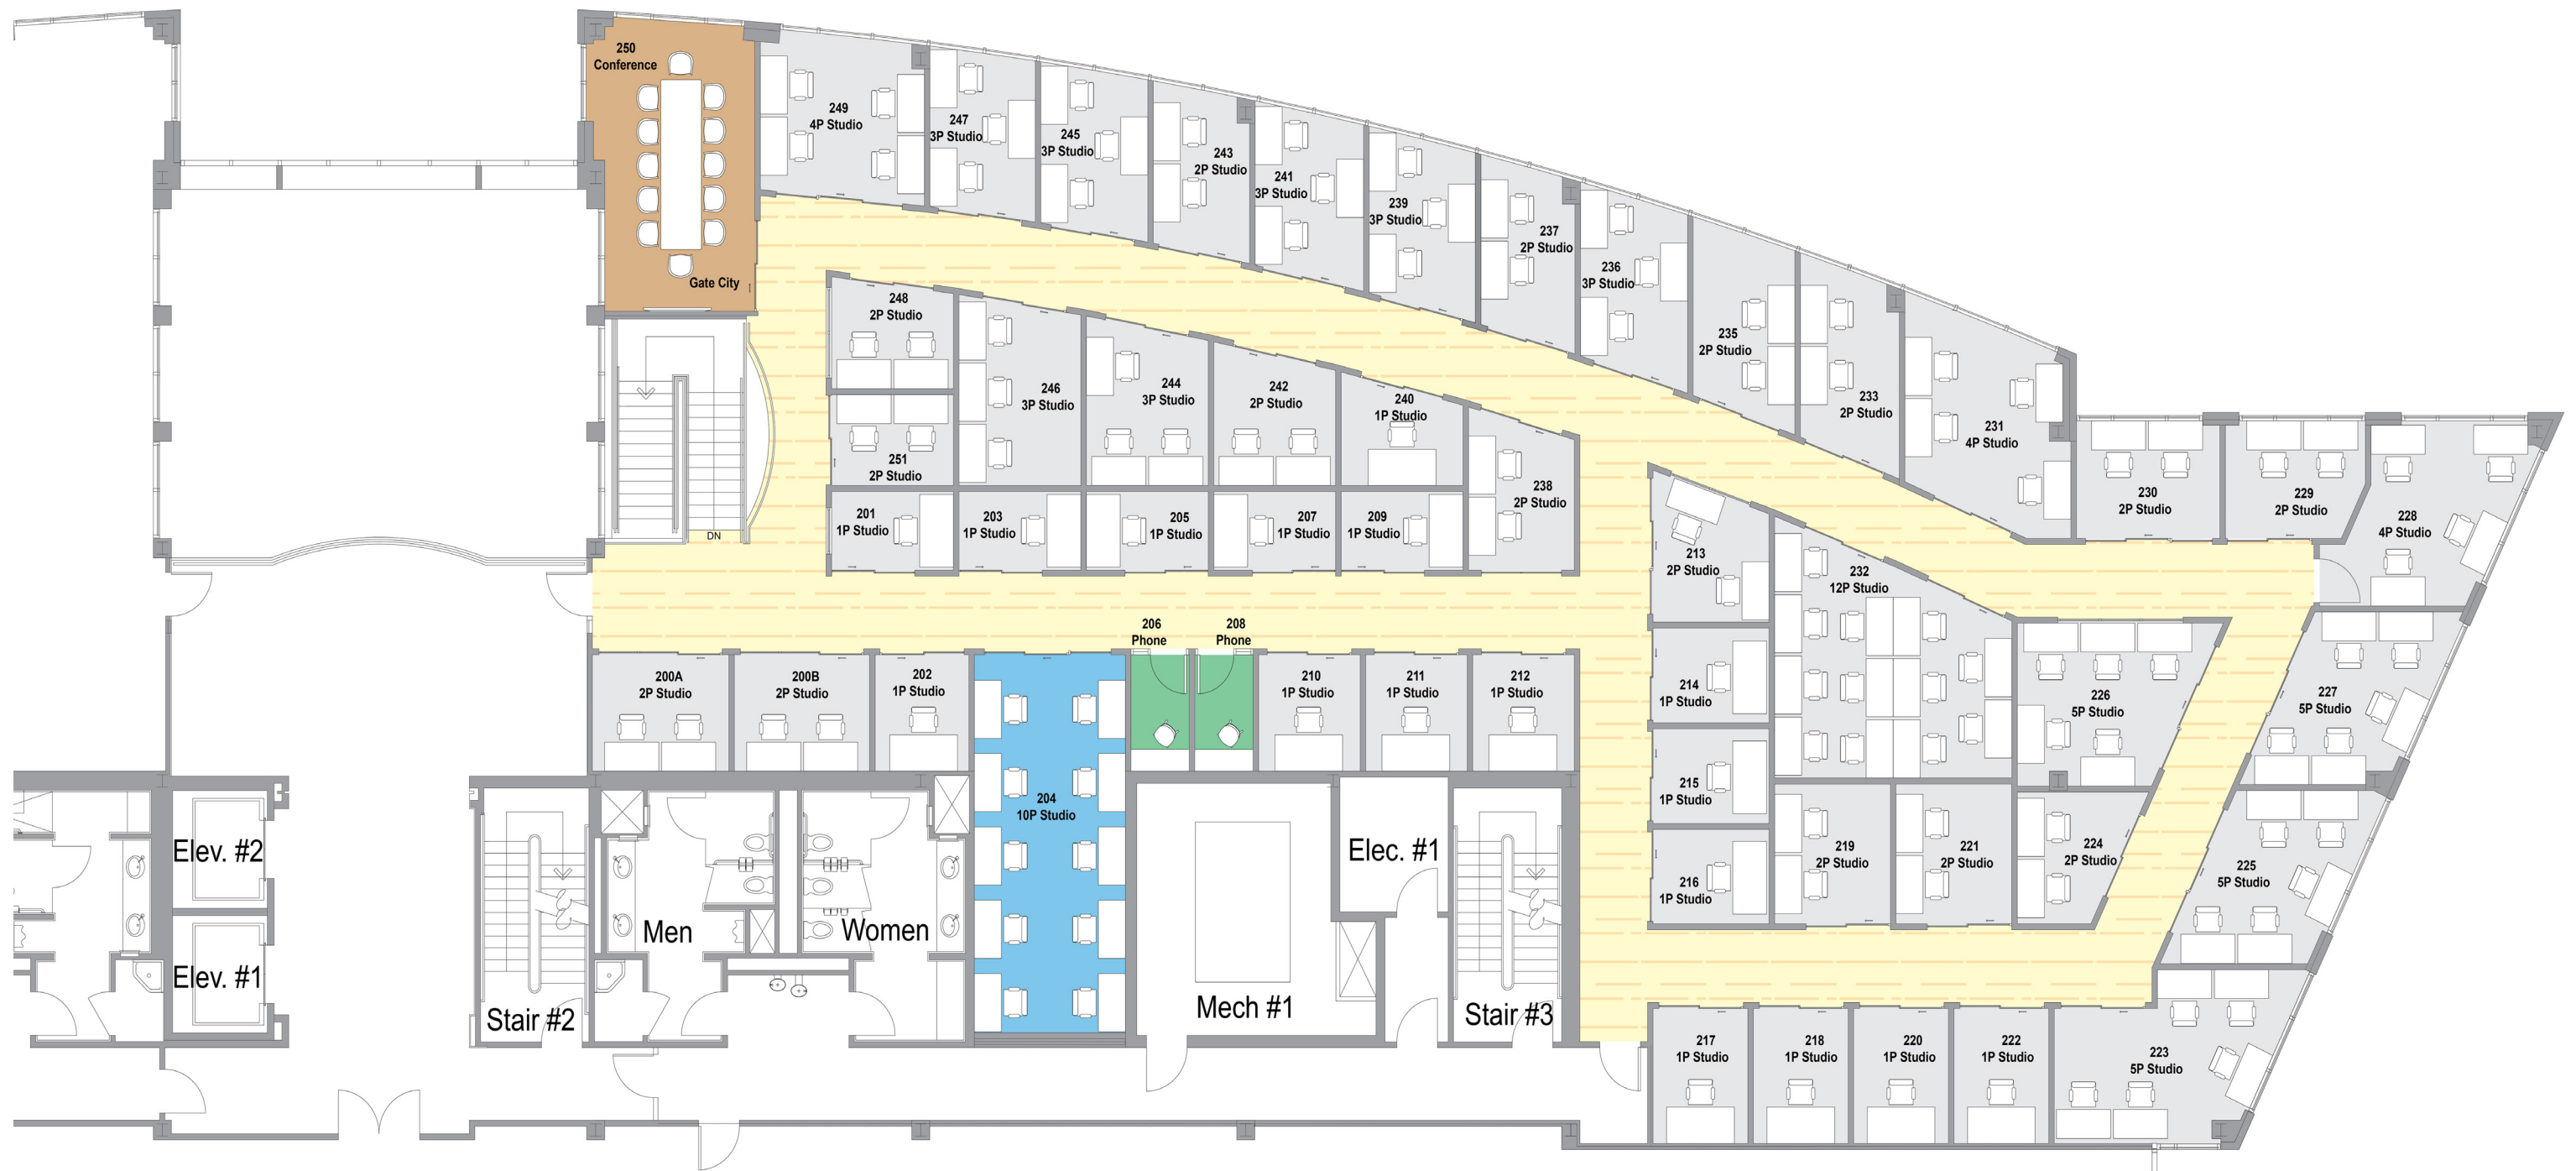 250
Conference
Gate City
249
4P Studio
247
3P Studio
245
3P Studio
243
2P Studio
241
3P Studio
239
3P Studio
237
2P Studio
236
3P Studio
235
2P Studio
233
2P Studio
231
4P Studio
230
2P Studio
229
2P Studio
228
4P Studio
248
2P Studio
251
2P Studio
246
3P Studio
244
3P Studio
242
2P Studio
240
1P Studio
238
2P Studio
201
1P Studio
203
1P Studio
205
1P Studio
207
1P Studio
209
1P Studio
DN
213
2P Studio
232
12P Studio
214
1P Studio
215
1P Studio
216
1P Studio
219
2P Studio
221
2P Studio
224
2P Studio
226
5P Studio
227
5P Studio
225
5P Studio
223
5P Studio
200A
2P Studio
200B
2P Studio
202
1P Studio
204
10P Studio
206
Phone
208
Phone
210
1P Studio
211
1P Studio
212
1P Studio
217
1P Studio
218
1P Studio
220
1P Studio
222
1P Studio
Elev. #2
Elev. #1
Stair #2
Men
Women
Mech #1
Elec. #1
Stair #3